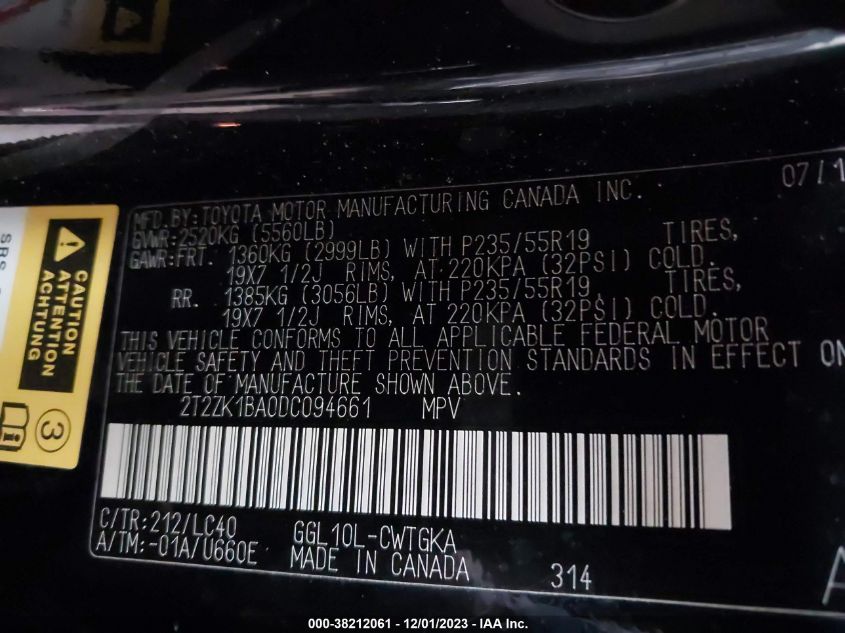 07/1
MFD.BY:TOYOTA MOTOR MANUFACTURING CANADA INC.
GVWR:2520KG (5560LB)
GAWR:FRT. 1360KG (2999LB) WITH P235/55R19 TIRES,
19X7 1/2J RIMS, AT 220KPA (32PSI) COLD.
RR. 1385KG (3056LB) WITH P235/55R19, TIRES,
19X7 1/2J RIMS, AT 220KPA (32PSI) COLD.
THIS VEHICLE CONFORMS TO ALL APPLICABLE FEDERAL MOTOR
VEHICLE SAFETY AND THEFT PREVENTION STANDARDS IN EFFECT ON
THE DATE OF MANUFACTURE SHOWN ABOVE.
2T2ZK1BA0DC094661 MPV
C/TR:212/LC40 GGL10L-CWTGKA
A/TM:-01A/U660E MADE IN CANADA 314
A
CAUTION
ATTENTION
ACHTUNG
3
SRS
000-38212061 - 12/01/2023 - IAA Inc.